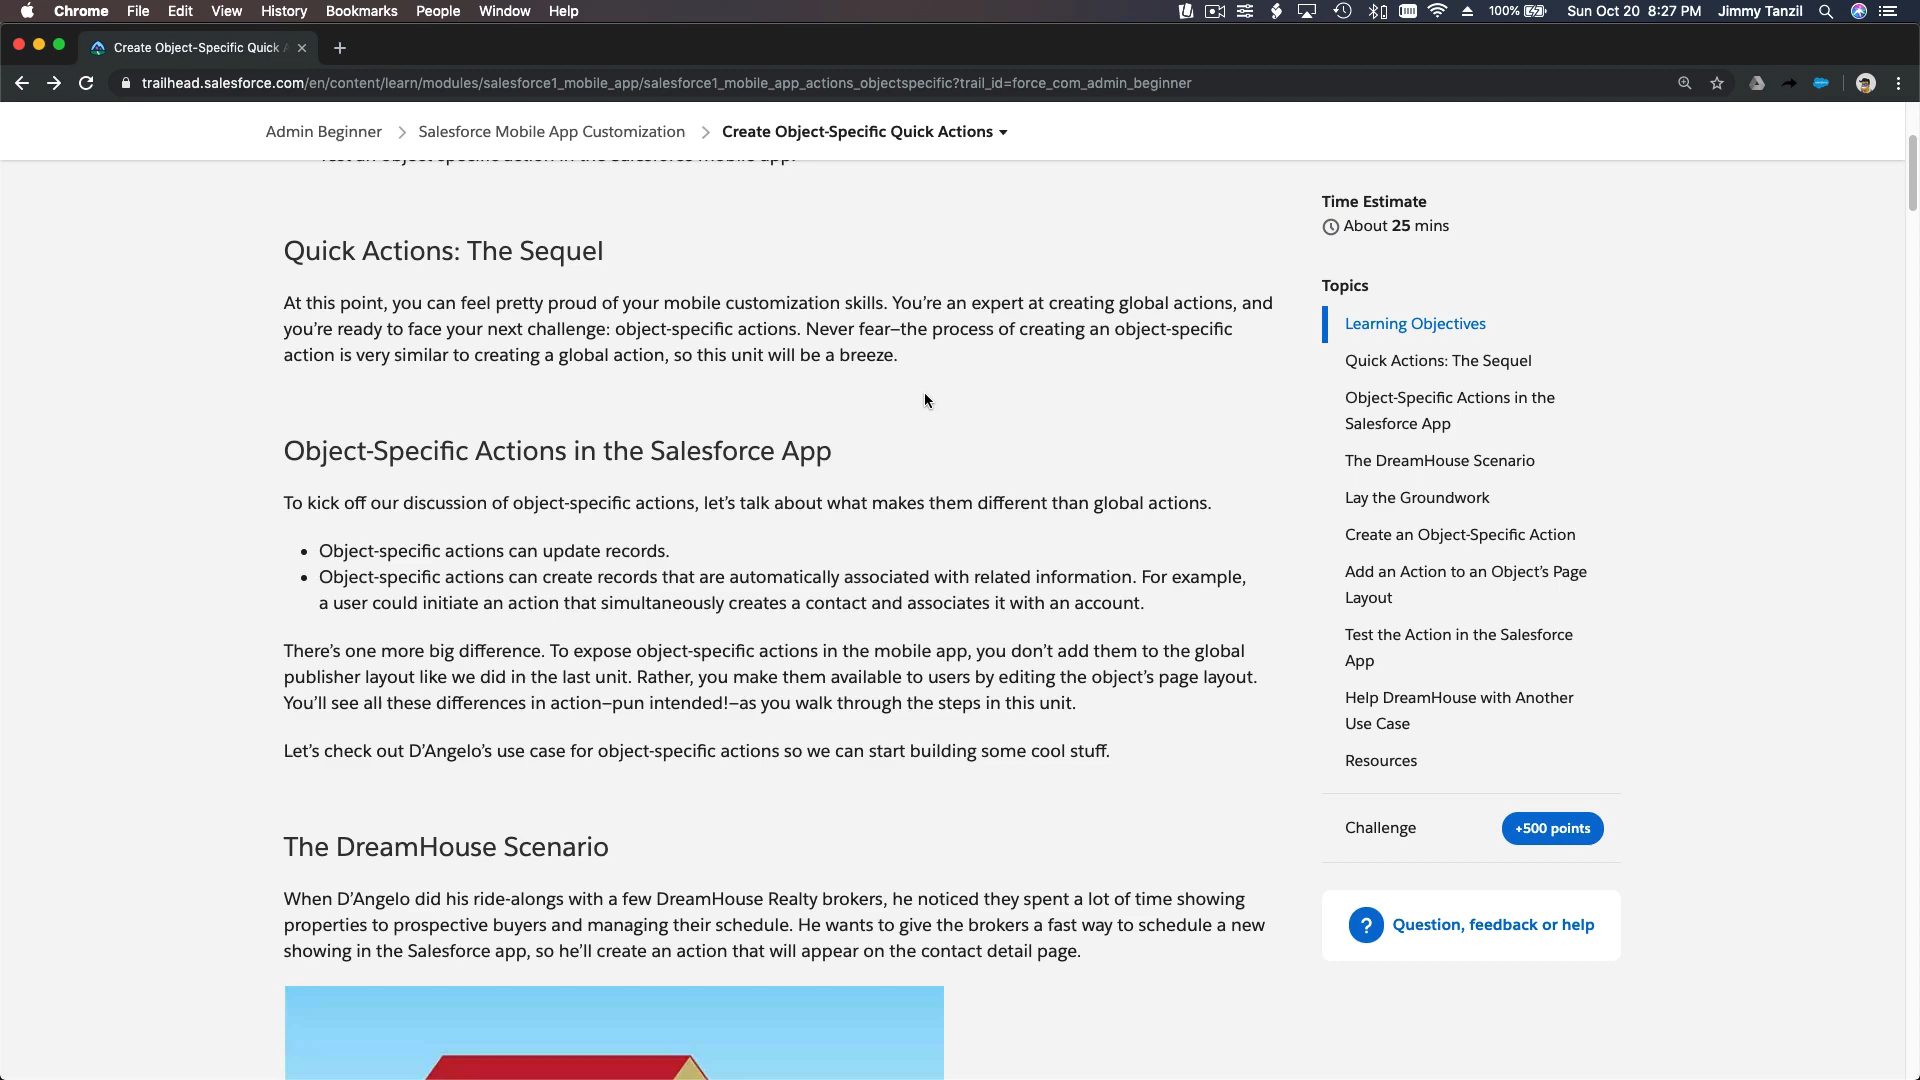 Chrome File Edit View History Bookmarks People Window Help 100% Sun Oct 20 8:27 PM Jimmy Tanzil
Create Object-Specific Quick A
trailhead.salesforce.com/en/content/learn/modules/salesforce1_mobile_app/salesforce1_mobile_app_actions_objectspecific?trail_id=force_com_admin_beginner
Admin Beginner > Salesforce Mobile App Customization > Create Object-Specific Quick Actions
Quick Actions: The Sequel
At this point, you can feel pretty proud of your mobile customization skills. You’re an expert at creating global actions, and
you’re ready to face your next challenge: object-specific actions. Never fear–the process of creating an object-specific
action is very similar to creating a global action, so this unit will be a breeze.
Object-Specific Actions in the Salesforce App
To kick off our discussion of object-specific actions, let’s talk about what makes them different than global actions.
• Object-specific actions can update records.
• Object-specific actions can create records that are automatically associated with related information. For example,
a user could initiate an action that simultaneously creates a contact and associates it with an account.
There’s one more big difference. To expose object-specific actions in the mobile app, you don’t add them to the global
publisher layout like we did in the last unit. Rather, you make them available to users by editing the object’s page layout.
You’ll see all these differences in action–pun intended!–as you walk through the steps in this unit.
Let’s check out D’Angelo’s use case for object-specific actions so we can start building some cool stuff.
The DreamHouse Scenario
When D’Angelo did his ride-alongs with a few DreamHouse Realty brokers, he noticed they spent a lot of time showing
properties to prospective buyers and managing their schedule. He wants to give the brokers a fast way to schedule a new
showing in the Salesforce app, so he’ll create an action that will appear on the contact detail page.
Time Estimate
About 25 mins
Topics
Learning Objectives
Quick Actions: The Sequel
Object-Specific Actions in the
Salesforce App
The DreamHouse Scenario
Lay the Groundwork
Create an Object-Specific Action
Add an Action to an Object’s Page
Layout
Test the Action in the Salesforce
App
Help DreamHouse with Another
Use Case
Resources
Challenge +500 points
? Question, feedback or help